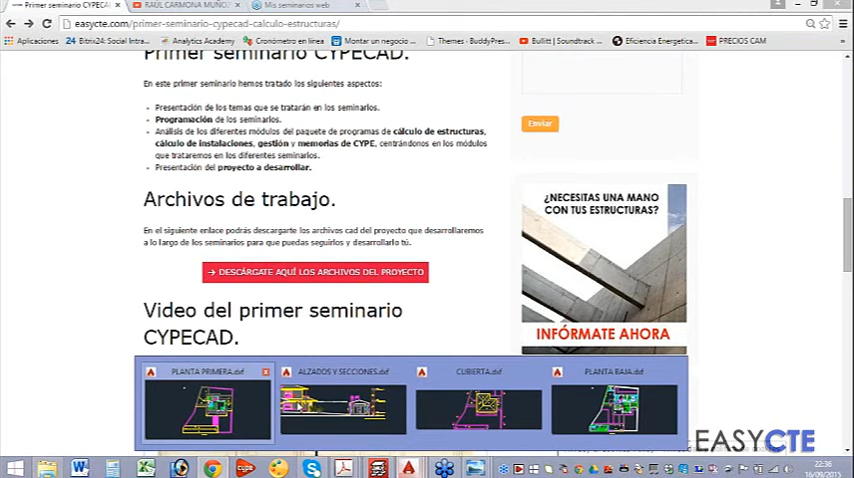 Primer seminario CYPECA
RAÚL CARMONA MUÑOZ
Mis seminarios web
easycte.com/primer-seminario-cypecad-calculo-estructuras/
Aplicaciones
Bitrix24: Social Intra...
Analytics Academy
Cronómetro en línea
Montar un negocio
Themes - BuddyPres...
Bullitt | Soundtrack...
Eficiencia Energetica...
PRECIOS CAM
Primer seminario CYPECAD.
En este primer seminario hemos tratado los siguientes aspectos:
Presentación de los temas que se tratarán en los seminarios.
Programación de los seminarios.
Análisis de los diferentes módulos del paquete de programas de cálculo de estructuras,
cálculo de instalaciones, gestión y memorias de CYPE, centrándonos en los módulos
que trataremos en los diferentes seminarios.
Presentación del proyecto a desarrollar.
Enviar
Archivos de trabajo.
En el siguiente enlace podrás descargarte los archivos cad del proyecto que desarrollaremos
a lo largo de los seminarios para que puedas seguirlos y desarrollarlo tú.
→ DESCÁRGATE AQUÍ LOS ARCHIVOS DEL PROYECTO
¿NECESITAS UNA MANO
CON TUS ESTRUCTURAS?
INFÓRMATE AHORA
Video del primer seminario
CYPECAD.
PLANTA PRIMERA.dxf
ALZADOS Y SECCIONES.dxf
CUBIERTA.dxf
PLANTA BAJA.dxf
EASYCTE
22:36
16/09/2015